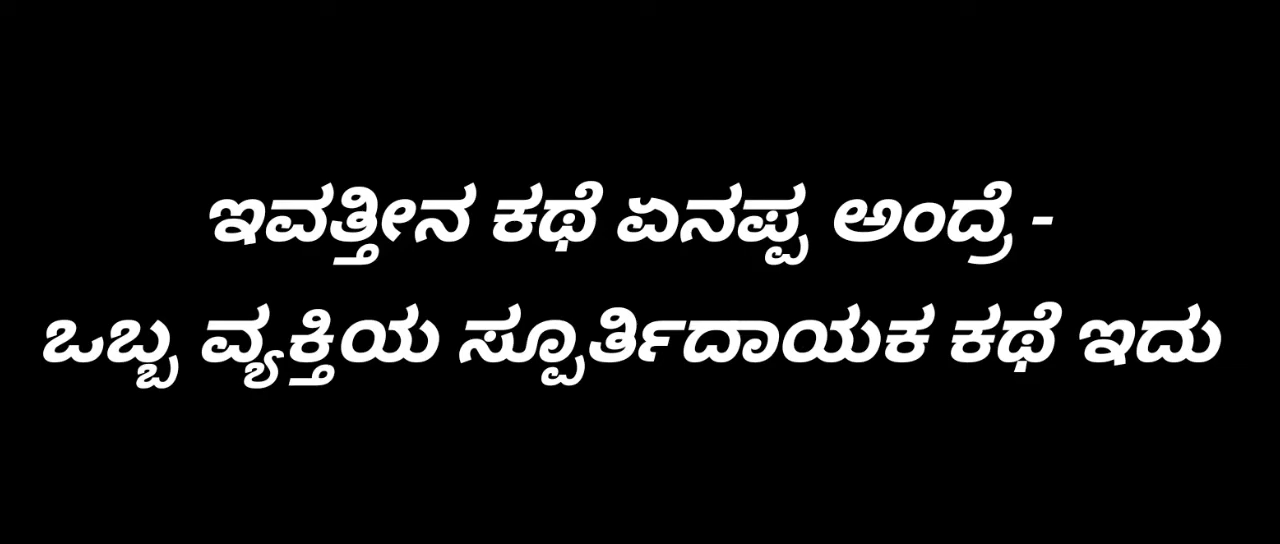 ಇವತ್ತೀನ ಕಥೆ ಏನಪ್ಪ ಅಂದ್ರೆ -
ಒಬ್ಬ ವ್ಯಕ್ತಿಯ ಸ್ಪೂರ್ತಿದಾಯಕ ಕಥೆ ಇದು